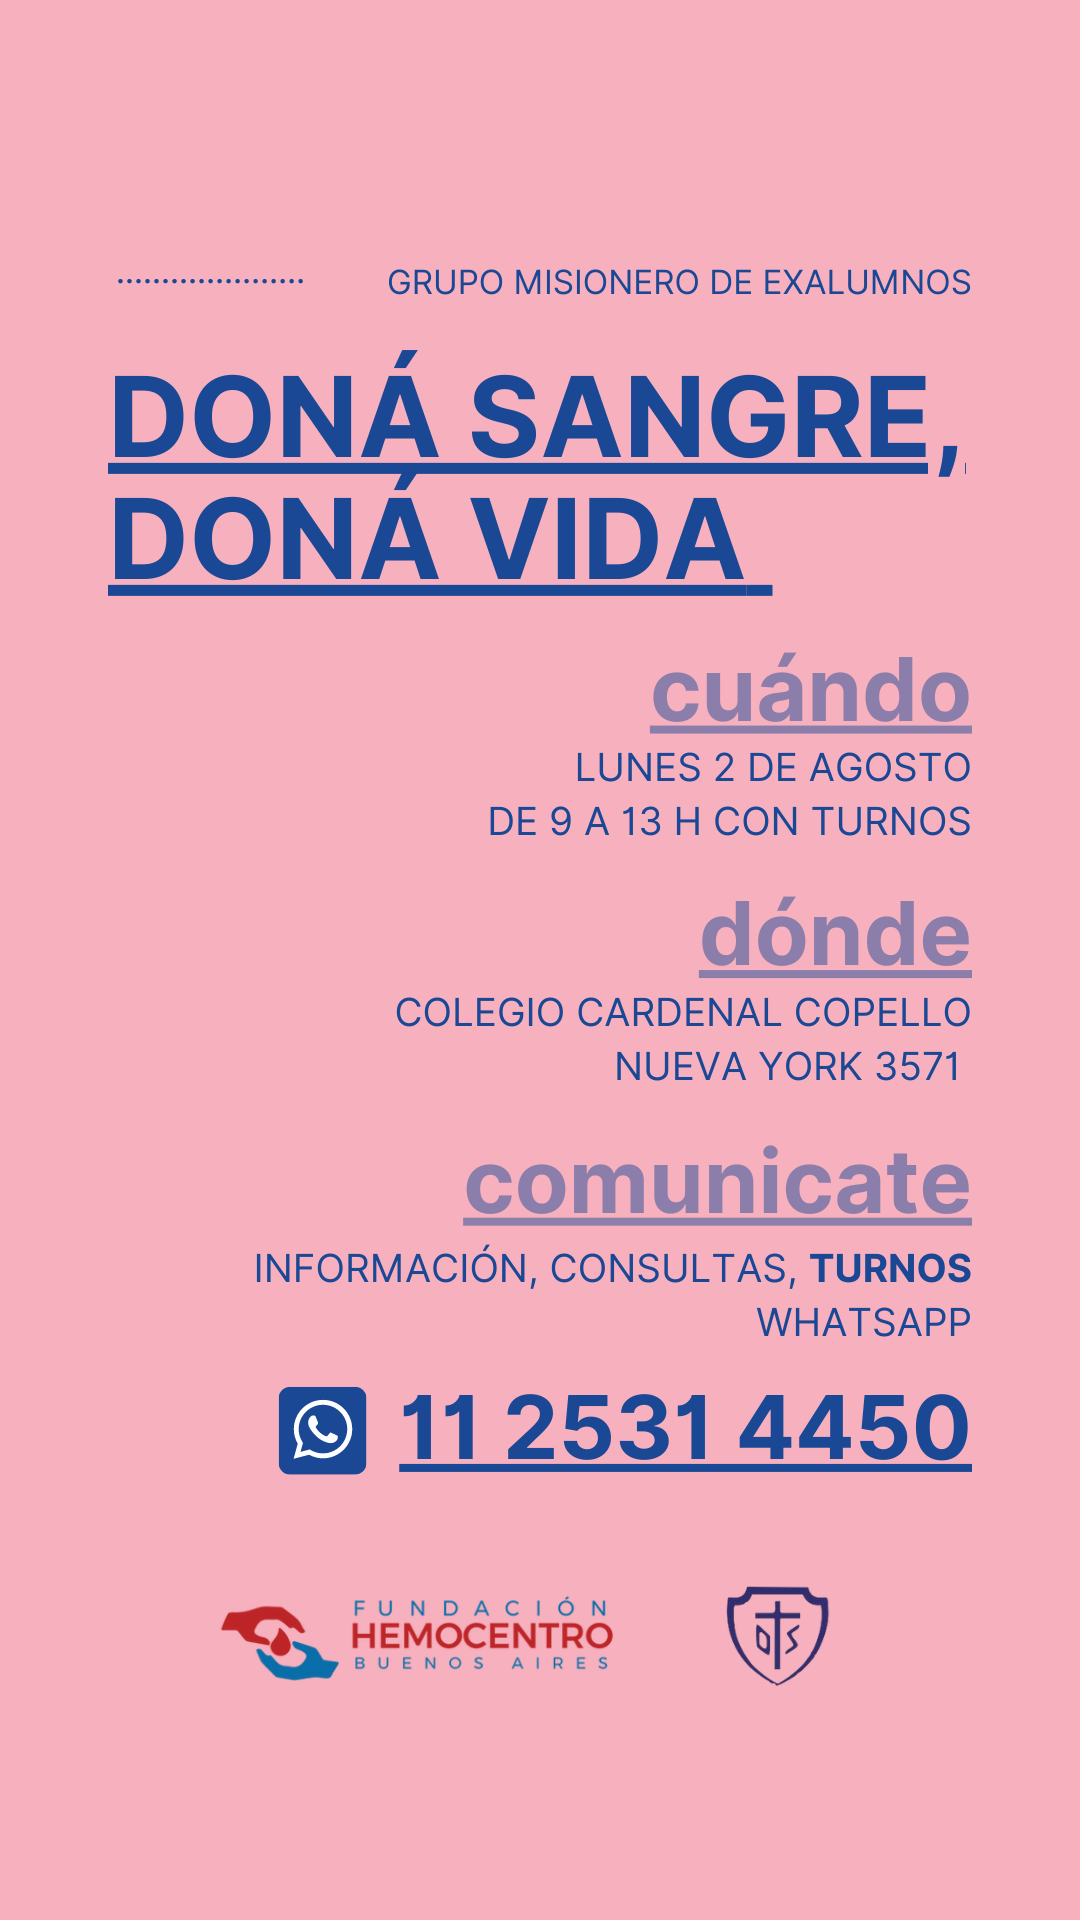 GRUPO MISIONERO DE EXALUMNOS
DONÁ SANGRE,
DONÁ VIDA
cuándo
LUNES 2 DE AGOSTO
DE 9 A 13 H CON TURNOS
dónde
COLEGIO CARDENAL COPELLO
NUEVA YORK 3571
comunicate
INFORMACIÓN, CONSULTAS, TURNOS
WHATSAPP
11 2531 4450
FUNDACIÓN
HEMOCENTRO
BUENOS AIRES
DTS